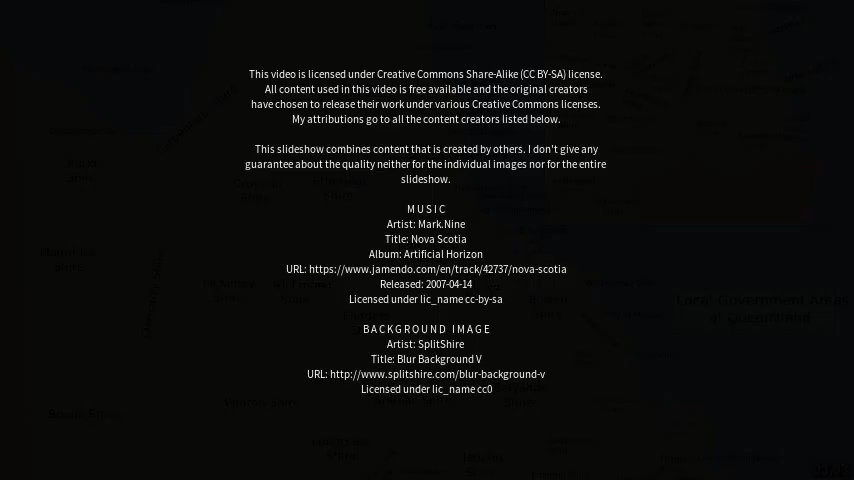 This video is licensed under Creative Commons Share-Alike (CC BY-SA) license.
All content used in this video is free available and the original creators
have chosen to release their work under various Creative Commons licenses.
My attributions go to all the content creators listed below.
This slideshow combines content that is created by others. I don't give any
guarantee about the quality neither for the individual images nor for the entire
slideshow.
MUSIC
Artist: Mark.Nine
Title: Nova Scotia
Album: Artificial Horizon
URL: https://www.jamendo.com/en/track/42737/nova-scotia
Released: 2007-04-14
Licensed under lic_name cc-by-sa
BACKGROUND IMAGE
Artist: SplitShire
Title: Blur Background V
URL: http://www.splitshire.com/blur-background-v
Licensed under lic_name cc0
Local Government Areas
of Queensland